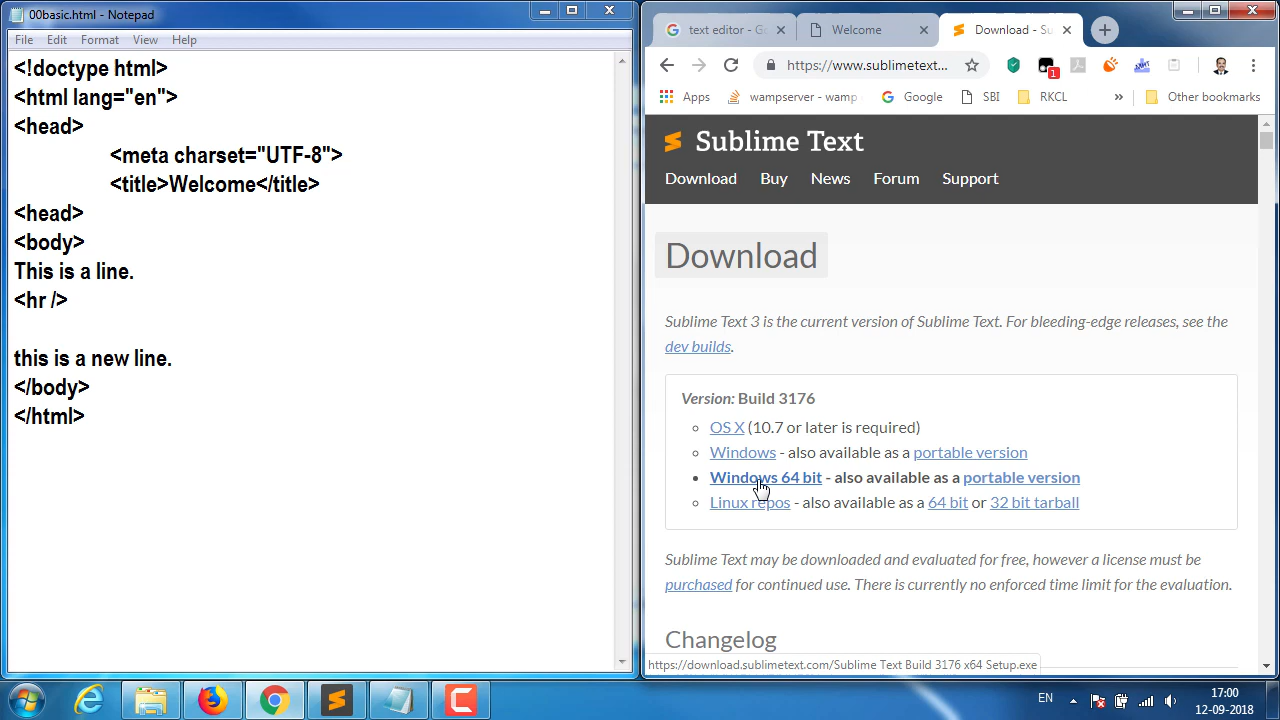 00basic.html - Notepad
File Edit Format View Help
<!doctype html>
<html lang="en">
<head>
<meta charset="UTF-8">
<title>Welcome</title>
<head>
<body>
This is a line.
<hr />
this is a new line.
</body>
</html>
text editor - Go
Welcome
Download - Su
https://www.sublimetext...
1
Apps
wampserver - wamp
Google
SBI
RKCL
»
Other bookmarks
Sublime Text
Download Buy News Forum Support
Download
Sublime Text 3 is the current version of Sublime Text. For bleeding-edge releases, see the
dev builds.
Version: Build 3176
OS X (10.7 or later is required)
Windows - also available as a portable version
Windows 64 bit - also available as a portable version
Linux repos - also available as a 64 bit or 32 bit tarball
Sublime Text may be downloaded and evaluated for free, however a license must be
purchased for continued use. There is currently no enforced time limit for the evaluation.
Changelog
https://download.sublimetext.com/Sublime Text Build 3176 x64 Setup.exe
EN
17:00
12-09-2018